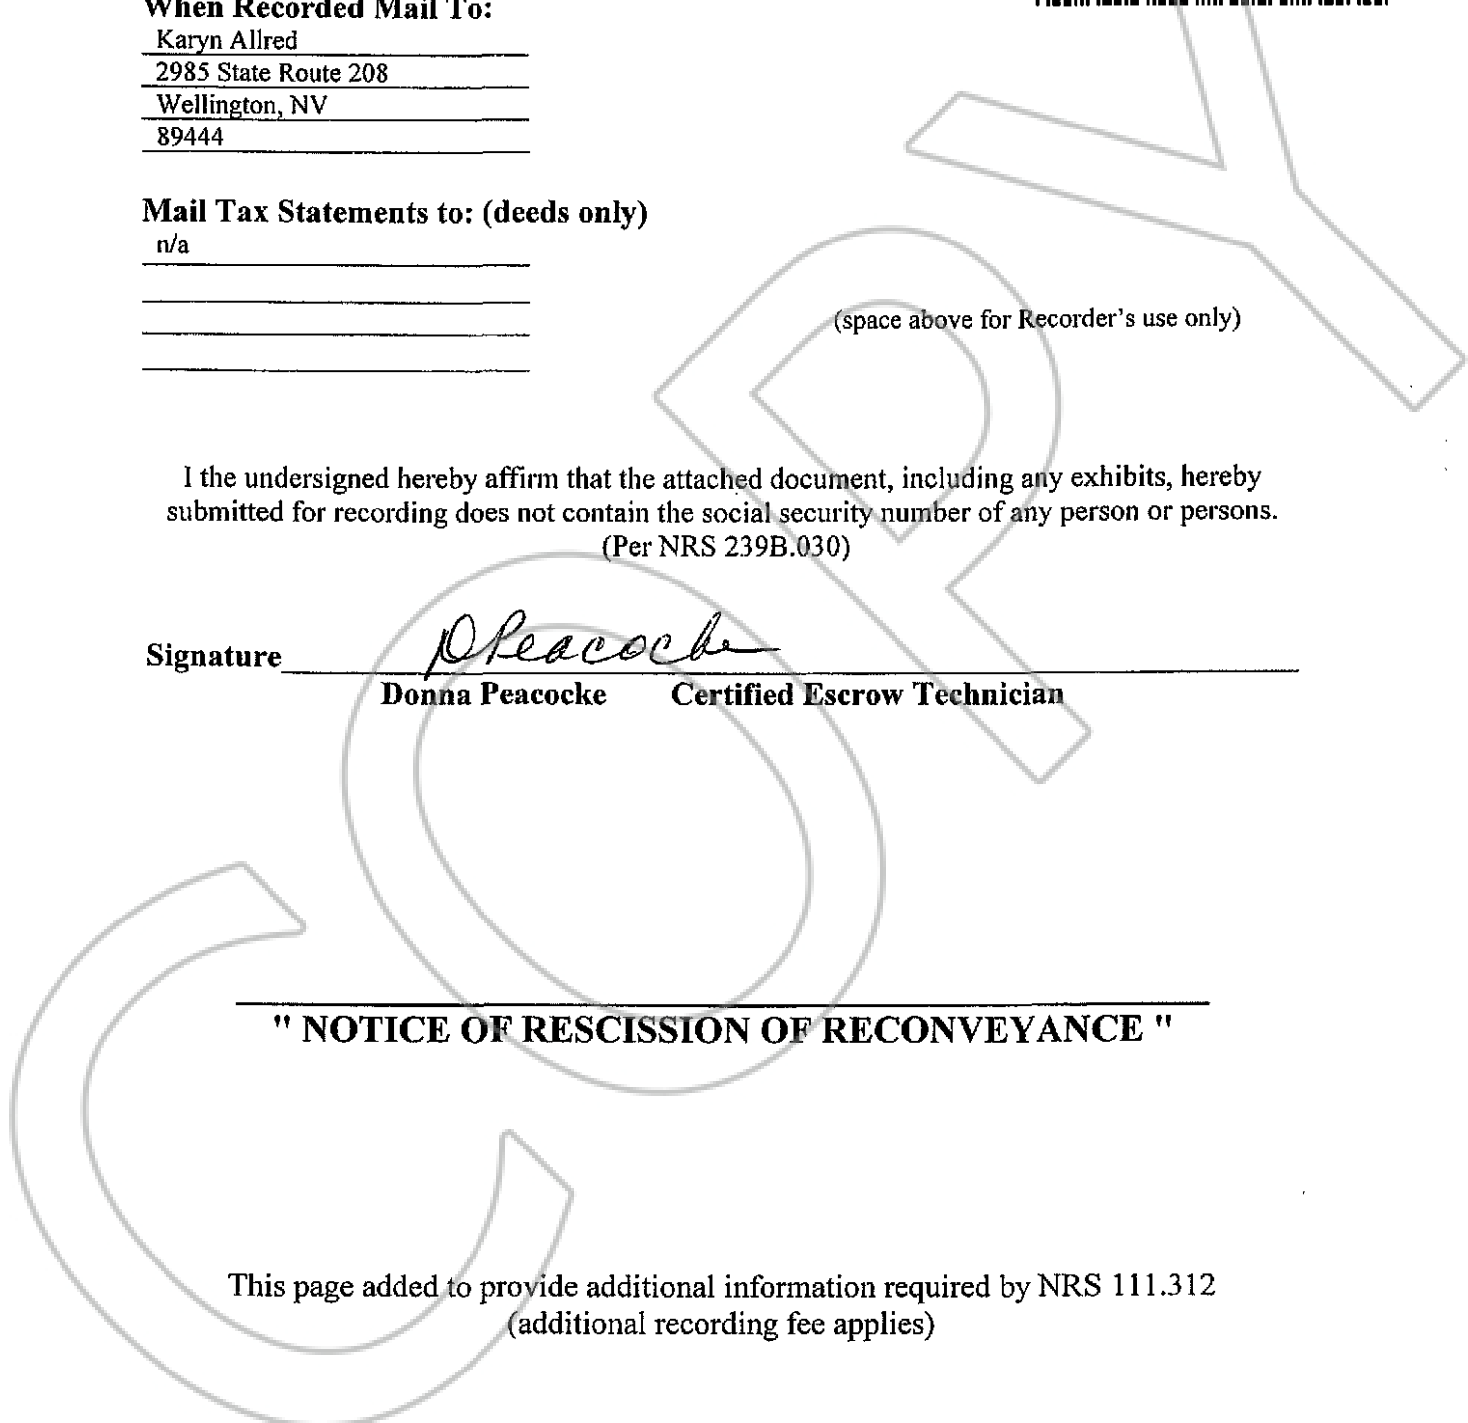 When Recorded Mail To:
Karyn Allred
2985 State Route 208
Wellington, NV
89444
Mail Tax Statements to: (deeds only)
n/a
(space above for Recorder's use only)
I the undersigned hereby affirm that the attached document, including any exhibits, hereby
submitted for recording does not contain the social security number of any person or persons.
(Per NRS 239B.030)
Signature DPeacocke
Donna Peacocke Certified Escrow Technician
" NOTICE OF RESCISSION OF RECONVEYANCE "
This page added to provide additional information required by NRS 111.312
(additional recording fee applies)
COPY